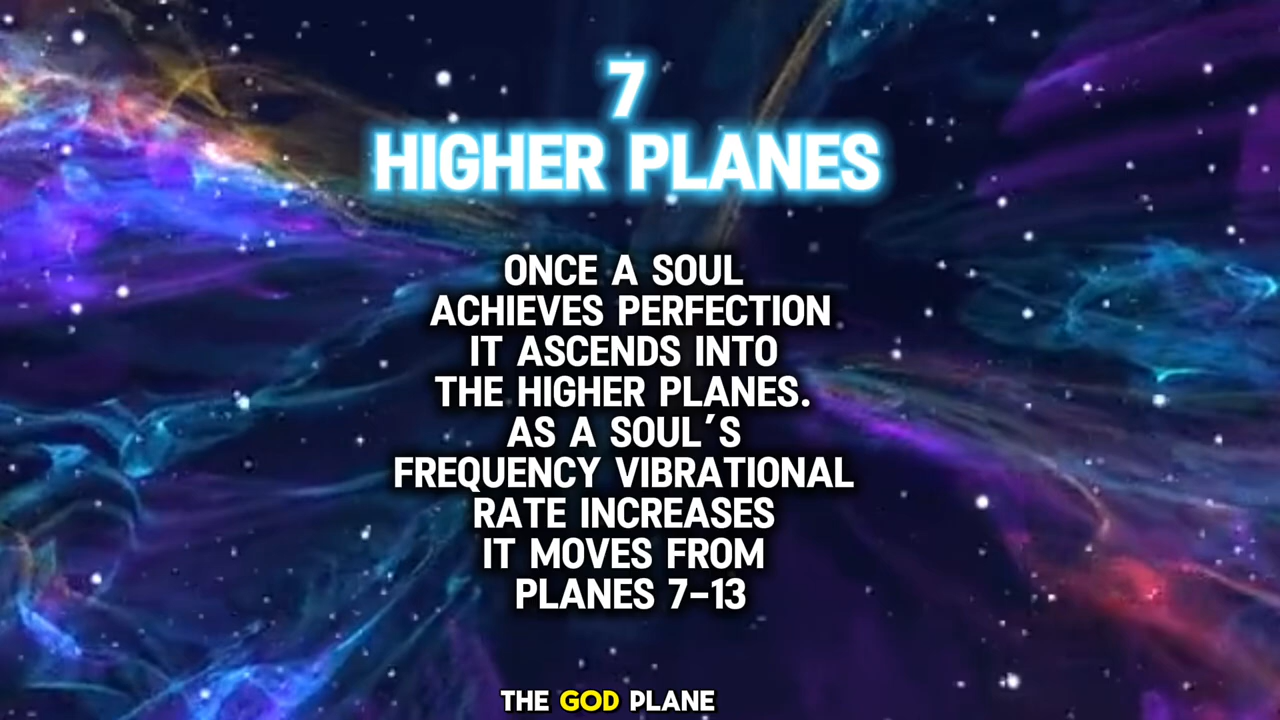 7
HIGHER PLANES
ONCE A SOUL
ACHIEVES PERFECTION
IT ASCENDS INTO
THE HIGHER PLANES.
AS A SOUL´S
FREQUENCY VIBRATIONAL
RATE INCREASES
IT MOVES FROM
PLANES 7-13
THE GOD PLANE